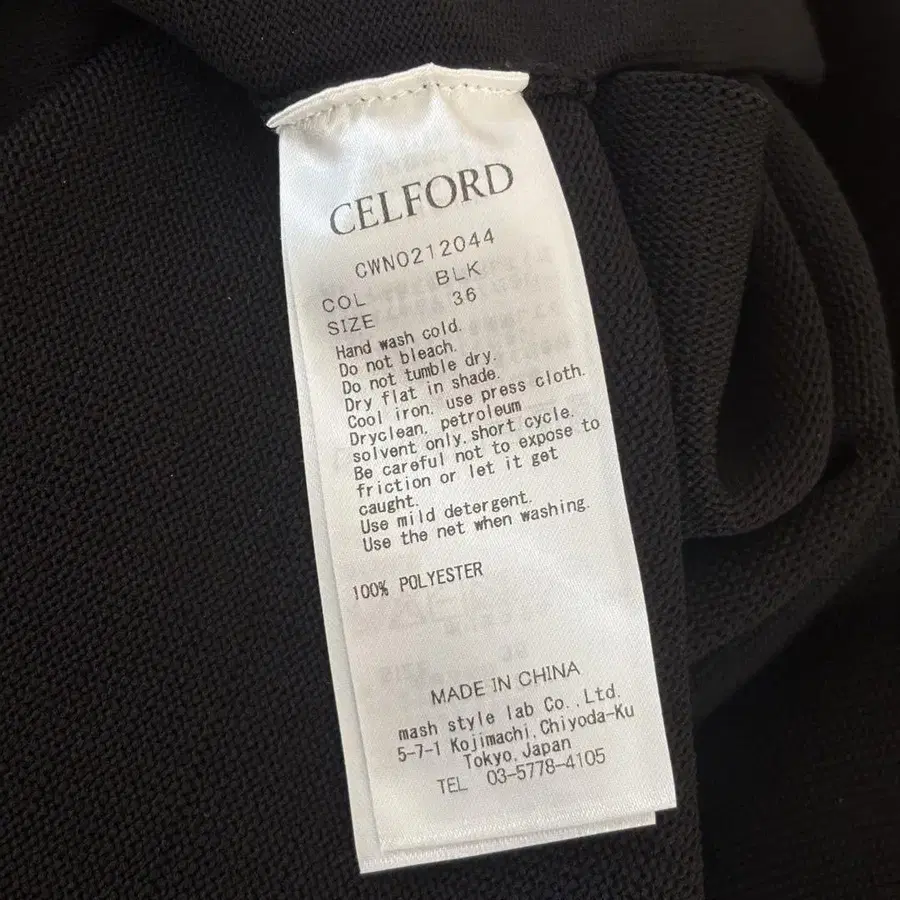 CELFORD
CWNO212044
COL BLK
SIZE 36
Hand wash cold.
Do not bleach.
Do not tumble dry.
Dry flat in shade.
Cool iron, use press cloth.
Dryclean, petroleum
solvent only, short cycle.
Be careful not to expose to
friction or let it get
caught.
Use mild detergent.
Use the net when washing.
100% POLYESTER
MADE IN CHINA
mash style lab Co., Ltd.
5-7-1 Kojimachi, Chiyoda-Ku
Tokyo, Japan
TEL 03-5778-4105